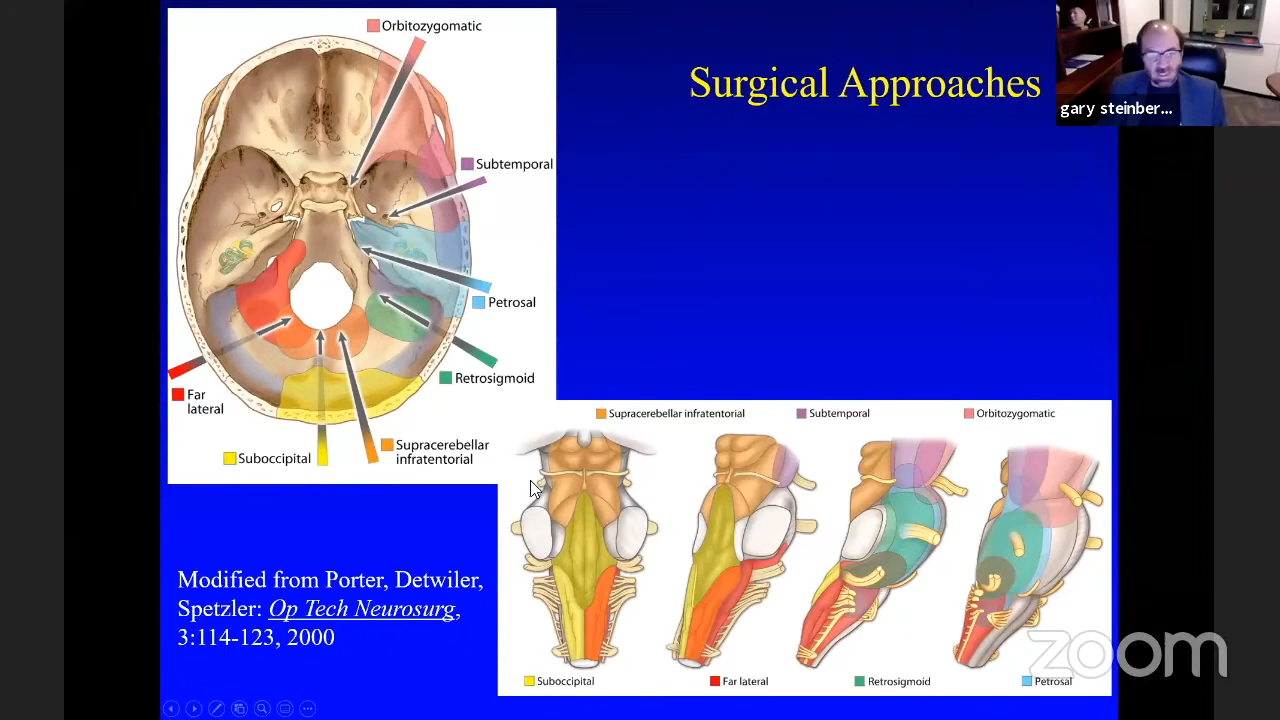 Surgical Approaches
gary steinber...
Orbitozygomatic
Subtemporal
Petrosal
Retrosigmoid
Far
lateral
Supracerebellar
infratentorial
Suboccipital
Supracerebellar infratentorial
Subtemporal
Orbitozygomatic
Suboccipital
Far lateral
Retrosigmoid
Petrosal
Modified from Porter, Detwiler,
Spetzler: Op Tech Neurosurg,
3:114-123, 2000
zoom